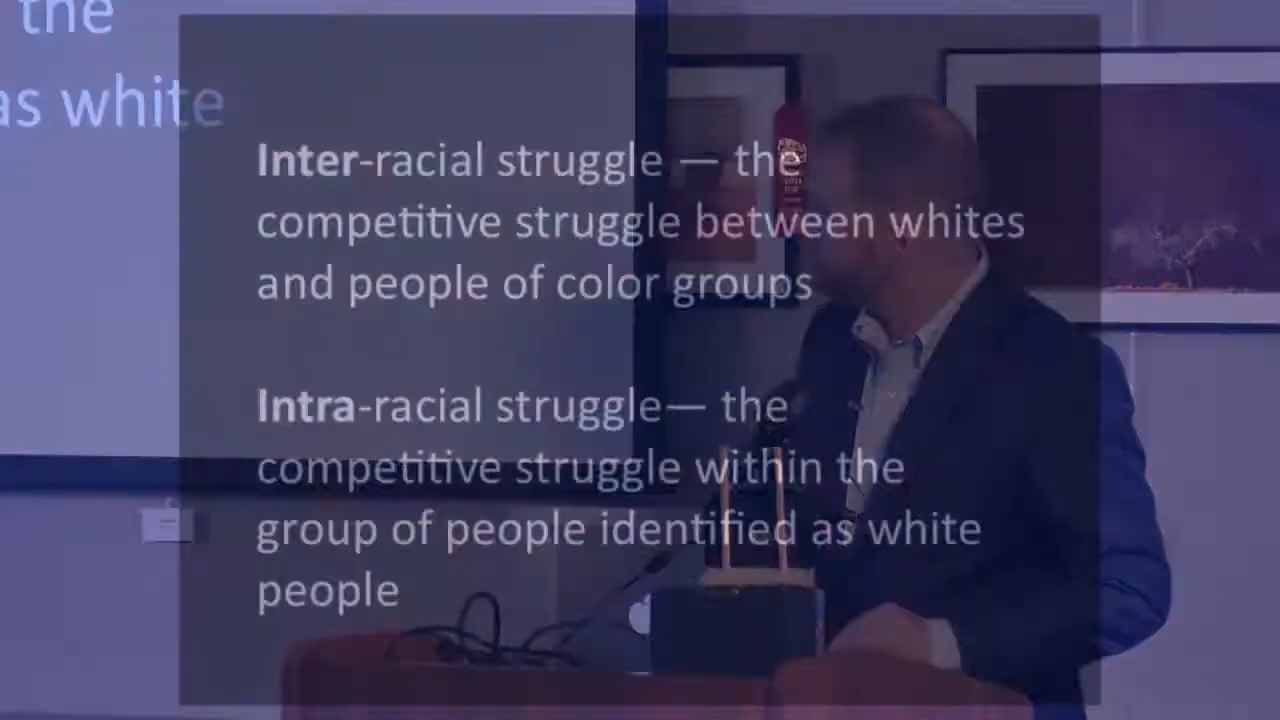 the
as white
Inter-racial struggle — the
competitive struggle between whites
and people of color groups
Intra-racial struggle— the
competitive struggle within the
group of people identified as white
people